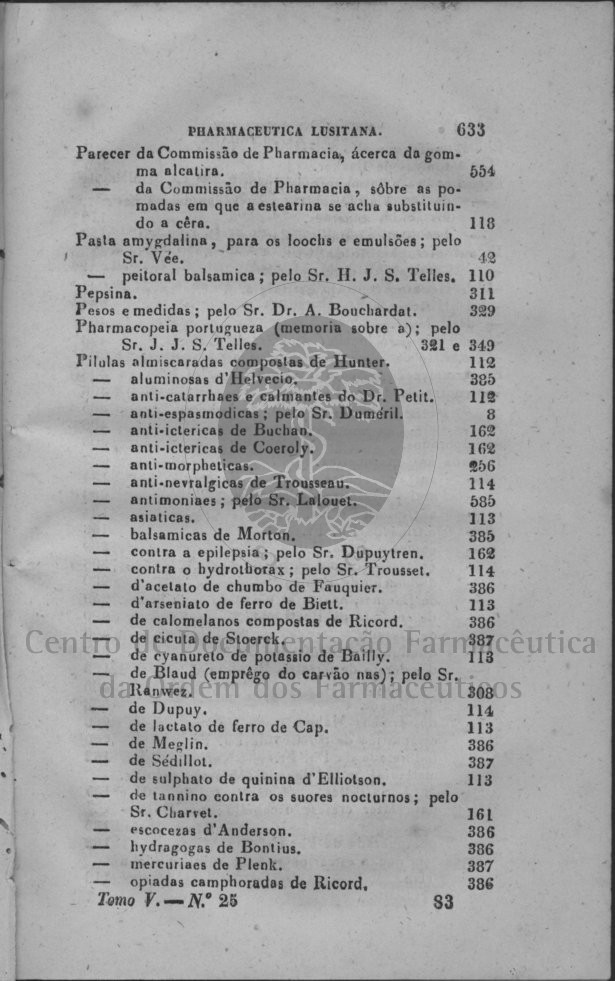 PHARMACEUTICA LUSITANA. 633
Parecer da Commissão de Pharmacia, ácerca da gom-
ma alcatira. 554
— da Commissão de Pharmacia, sôbre as po-
madas em que a estearina se acha substituin-
do a cêra. 118
Pasta amygdalina, para os loochs e emulsões; pelo
Sr. Vée. 42
— peitoral balsamica; pelo Sr. H. J. S. Telles. 110
Pepsina. 311
Pesos e medidas; pelo Sr. Dr. A. Bouchardat. 329
Pharmacopeia portugueza (memoria sobre a); pelo
Sr. J. J. S. Telles. 321 e 349
Pilulas almiscaradas compostas de Hunter. 112
— aluminosas d'Helvecio. 385
— anti-catarrhaes e calmantes do Dr. Petit. 112
— anti-espasmodicas; pelo Sr. Duméril. 8
— anti-ictericas de Buchan. 162
— anti-ictericas de Coeroly. 162
— anti-morpheticas. 256
— anti-nevralgicas de Trousseau. 114
— antimoniaes; pelo Sr. Lalouet. 585
— asiaticas. 113
— balsamicas de Morton. 385
— contra a epilepsia; pelo Sr. Dupuytren. 162
— contra o hydrothorax; pelo Sr. Trousset. 114
— d'acetato de chumbo de Fauquier. 386
— d'arseniato de ferro de Biett. 113
— de calomelanos compostas de Ricord. 386
— de cicuta de Stoerck. 387
Centro de Documentação Farmacêutica
— de cyanureto de potassio de Bailly. 113
— de Blaud (emprêgo do carvão nas); pelo Sr.
da Ordem dos Farmacêuticos
Ranwez. 308
— de Dupuy. 114
— de lactato de ferro de Cap. 113
— de Meglin. 386
— de Sédillot. 387
— de sulphato de quinina d'Elliotson. 113
— de tannino contra os suores nocturnos; pelo
Sr. Charvet. 161
— escocezas d'Anderson. 386
— hydragogas de Bontius. 386
— mercuriaes de Plenk. 387
— opiadas camphoradas de Ricord. 386
Tomo V. — N.º 25 83